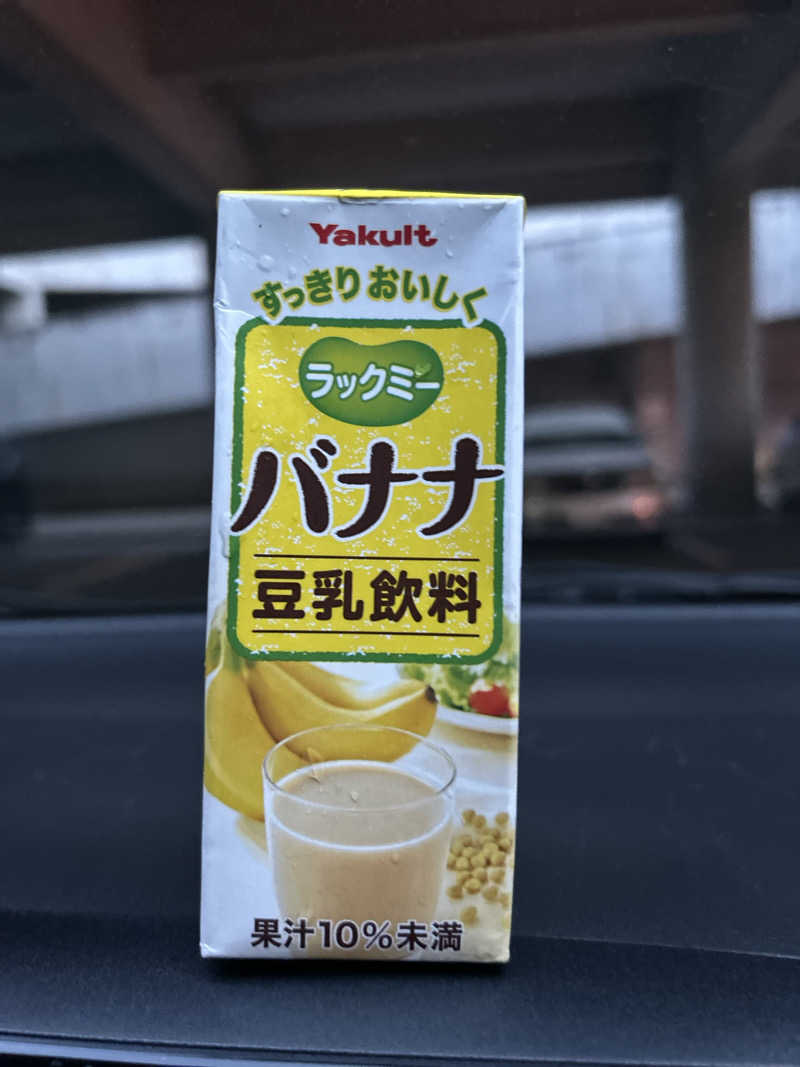 Yakult
すっきりおいしく
ラックミー
バナナ
豆乳飲料
果汁10%未満